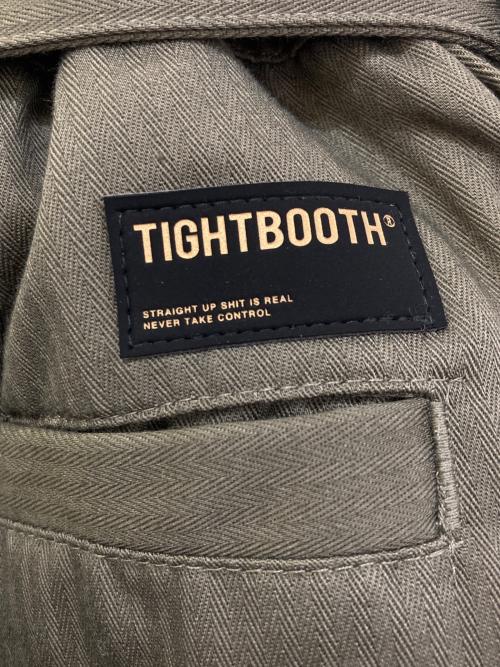 TIGHTBOOTH®
STRAIGHT UP SHIT IS REAL
NEVER TAKE CONTROL